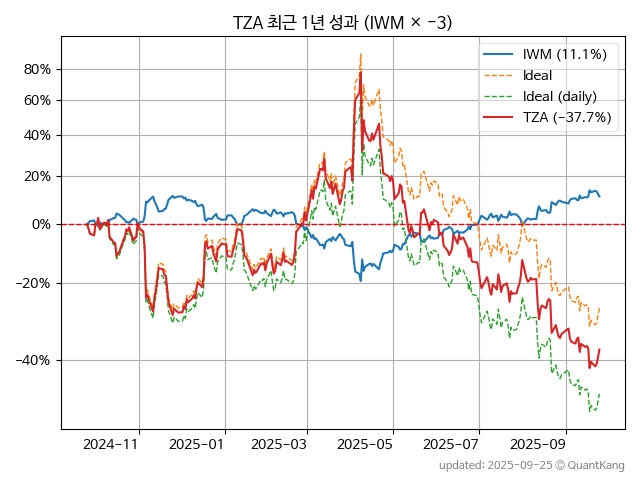 TZA 최근 1년 성과 (IWM × −3)
IWM (11.1%)
Ideal
Ideal (daily)
TZA (−37.7%)
80%
60%
40%
20%
0%
−20%
−40%
2024-11
2025-01
2025-03
2025-05
2025-07
2025-09
updated: 2025-09-25 ⓒ QuantKang